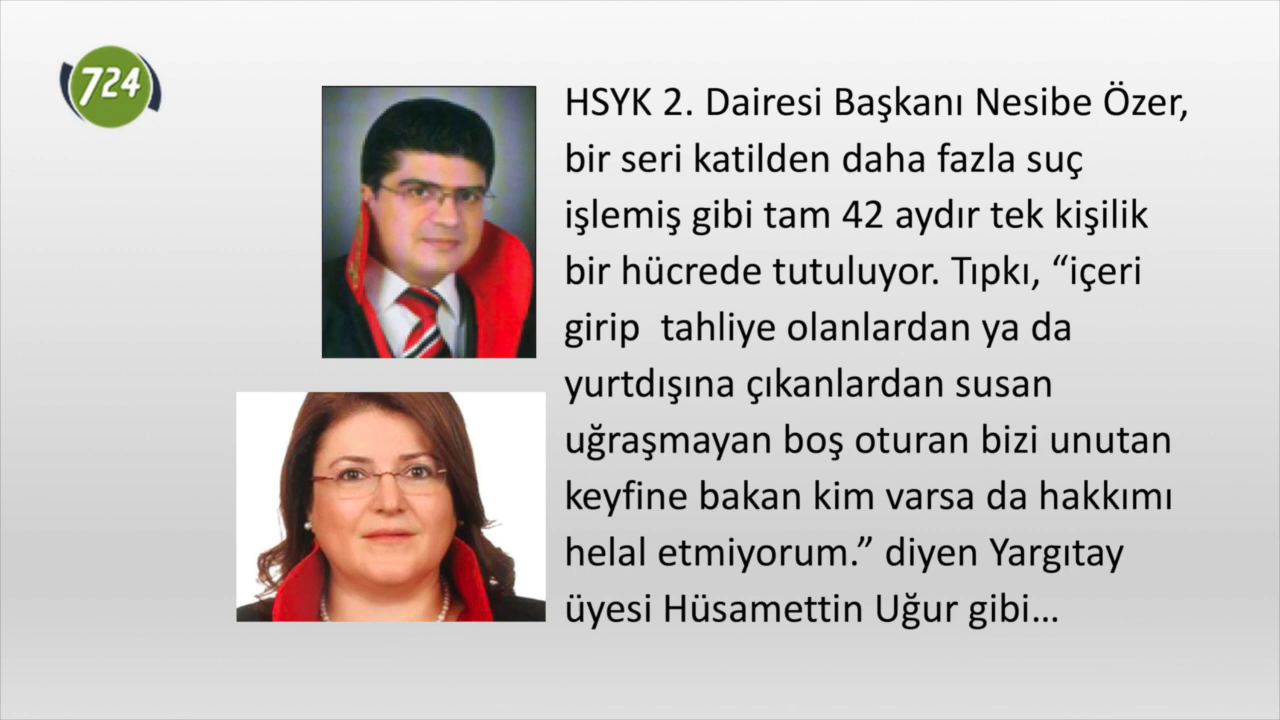 724
HSYK 2. Dairesi Başkanı Nesibe Özer,
bir seri katilden daha fazla suç
işlemiş gibi tam 42 aydır tek kişilik
bir hücrede tutuluyor. Tıpkı, “içeri
girip  tahliye olanlardan ya da
yurtdışına çıkanlardan susan
uğraşmayan boş oturan bizi unutan
keyfine bakan kim varsa da hakkımı
helal etmiyorum.” diyen Yargıtay
üyesi Hüsamettin Uğur gibi…